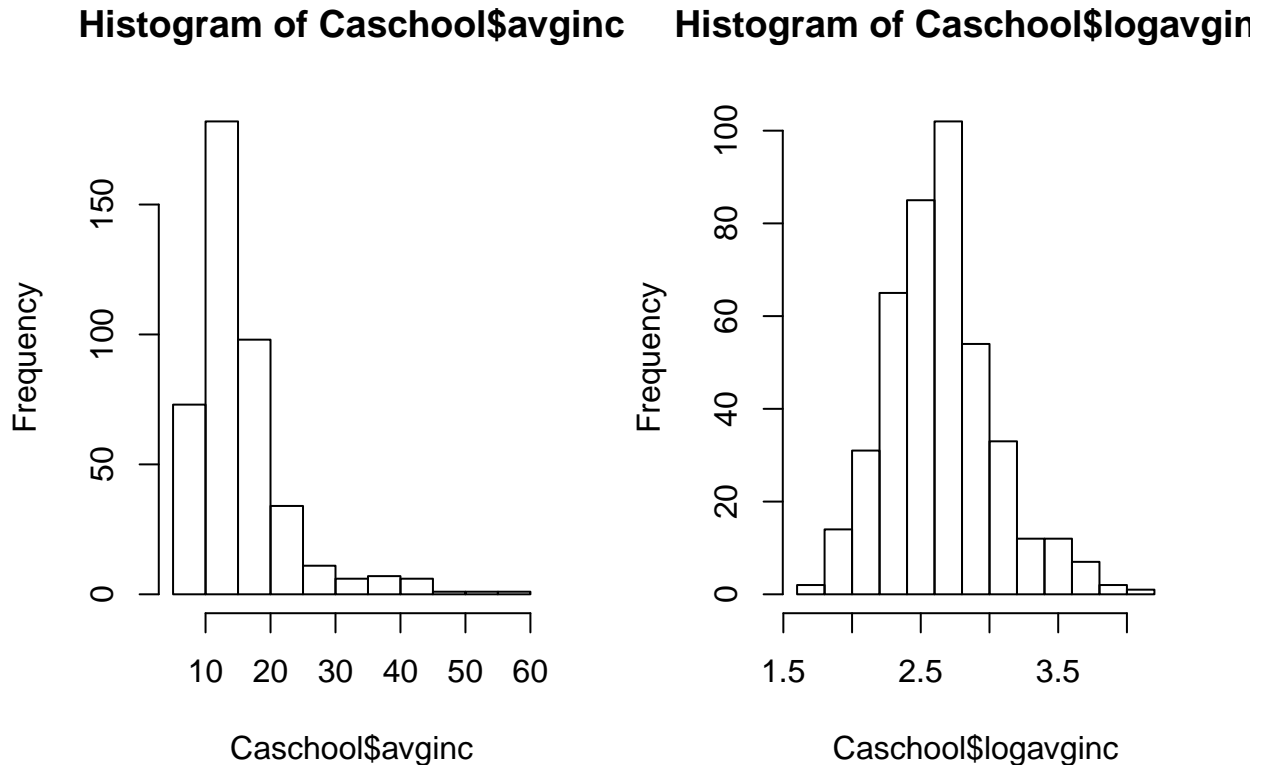 Histogram of Caschool$avginc
Frequency
0
50
100
150
10 20 30 40 50 60
Caschool$avginc
Histogram of Caschool$logavgin
Frequency
0
20
40
60
80
100
1.5 2.5 3.5
Caschool$logavginc